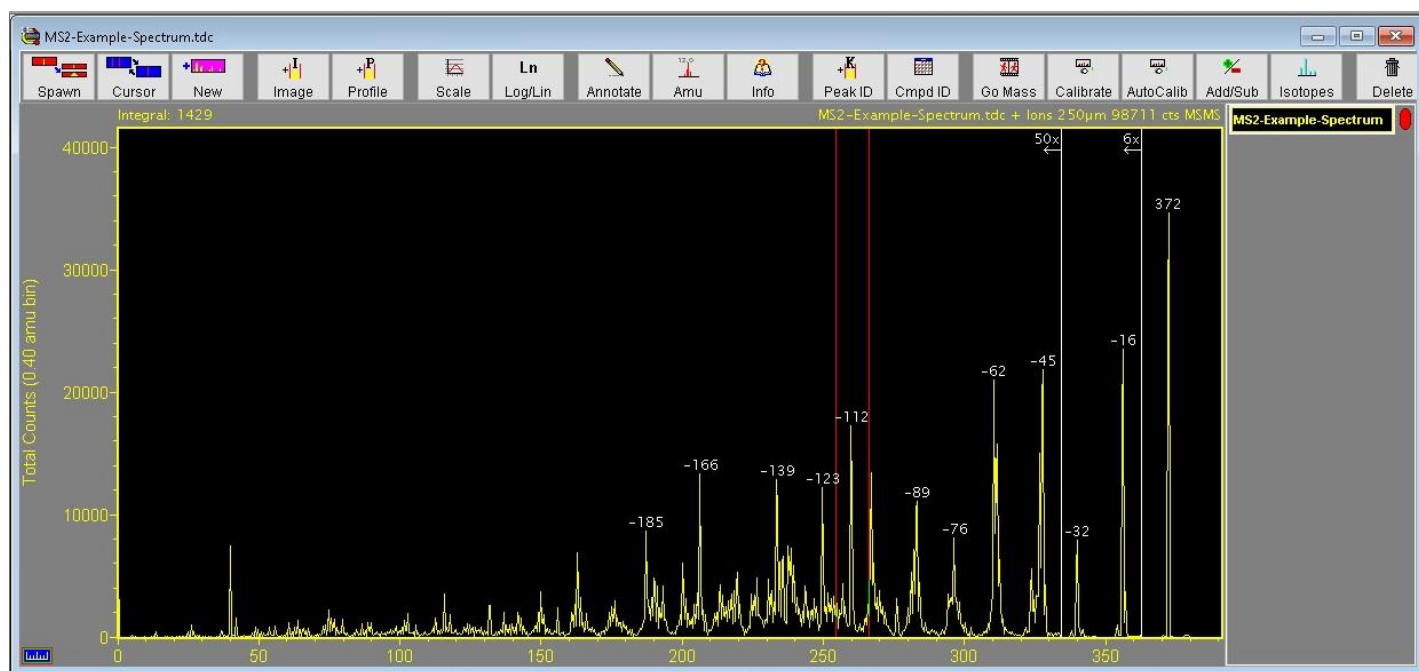 MS2-Example-Spectrum.tdc
Spawn Cursor New Image Profile Scale Ln Log/Lin Annotate Amu Info Peak ID Cmpd ID Go Mass Calibrate AutoCalib Add/Sub Isotopes Delete
Integral: 1429
MS2-Example-Spectrum.tdc + Ions 250µm 98711 cts MSMS
MS2-Example-Spectrum
50x 6x
40000
372
30000
Total Counts (0.40 amu bin)
-16
-45
-62
20000
-112
-166
-139
-123
-89
10000
-185
-76
-32
0
0 50 100 150 200 250 300 350